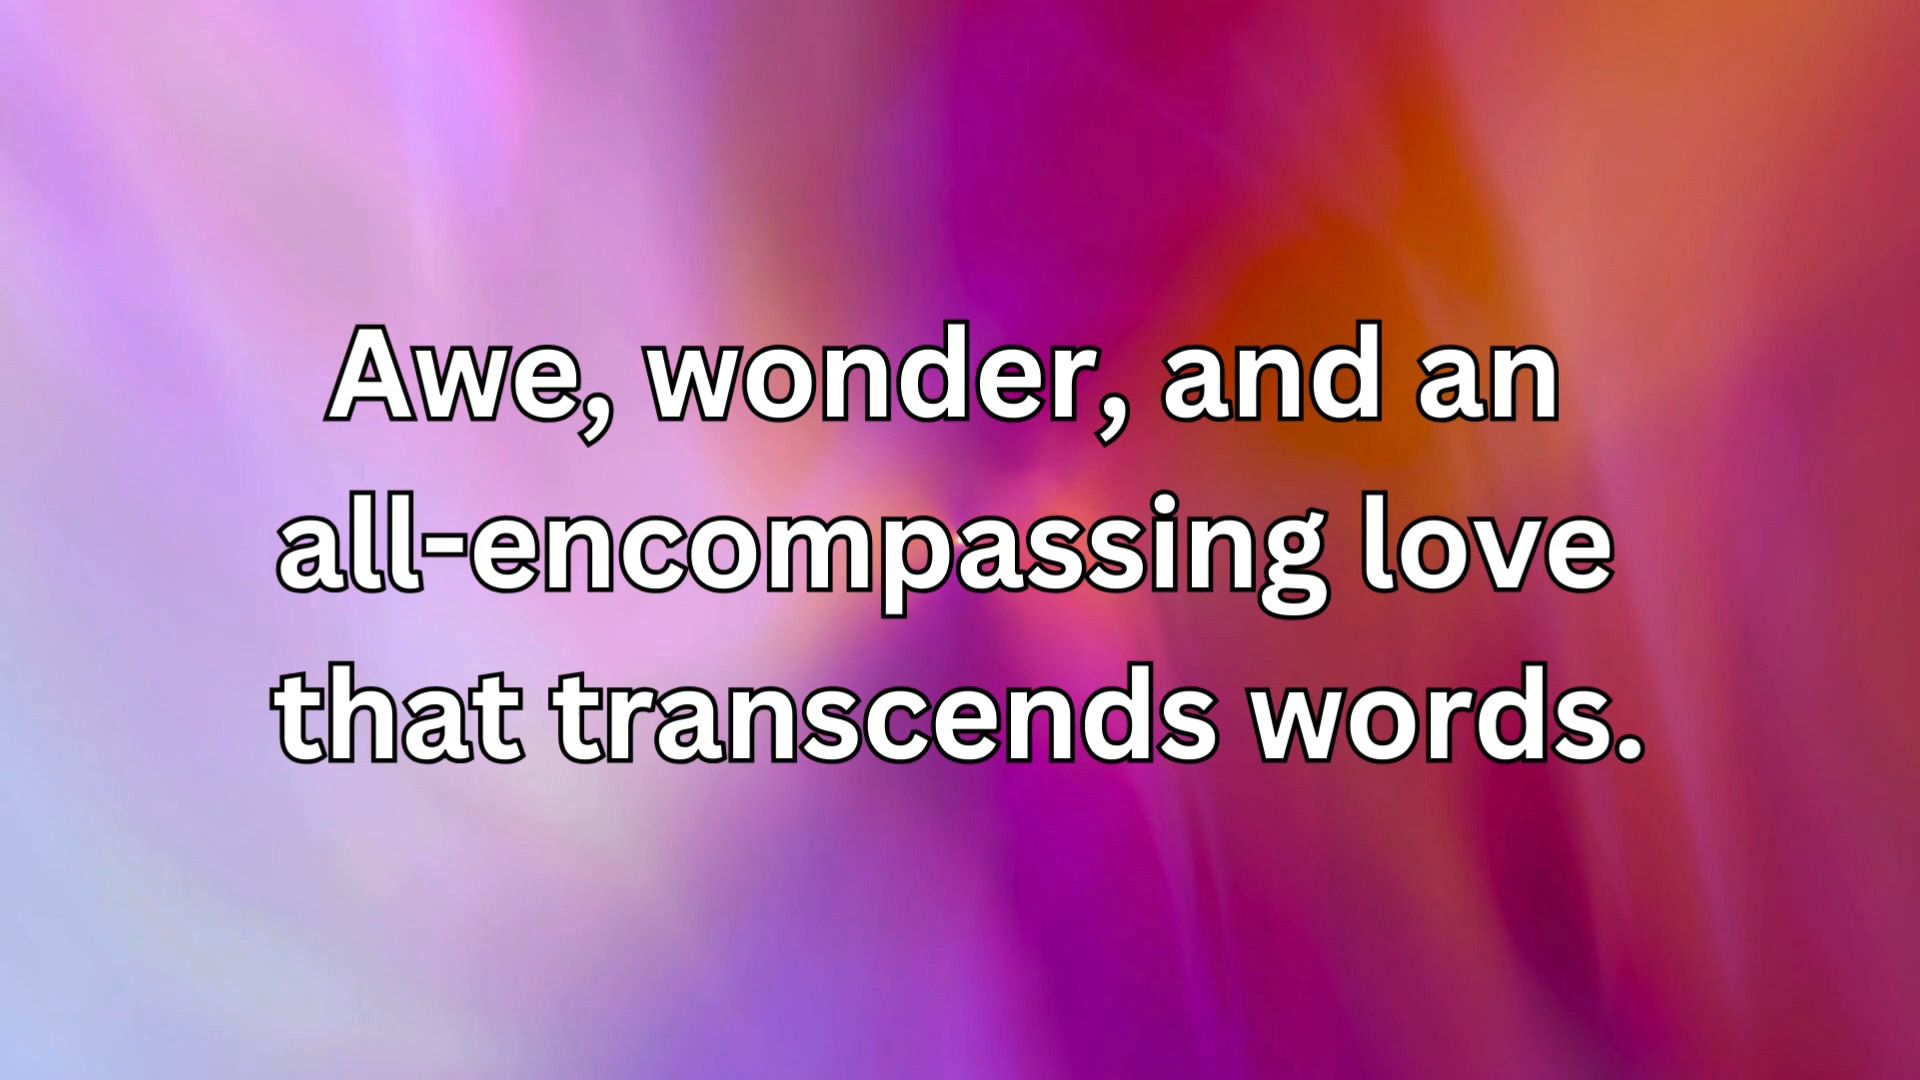 Awe, wonder, and an
all-encompassing love
that transcends words.